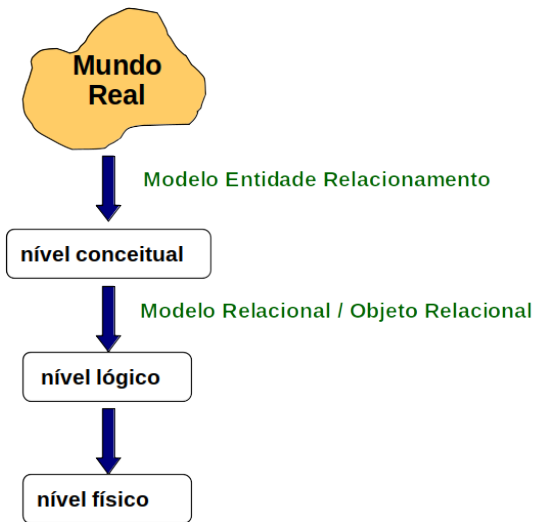 Mundo
Real
Modelo Entidade Relacionamento
nível conceitual
Modelo Relacional / Objeto Relacional
nível lógico
nível físico